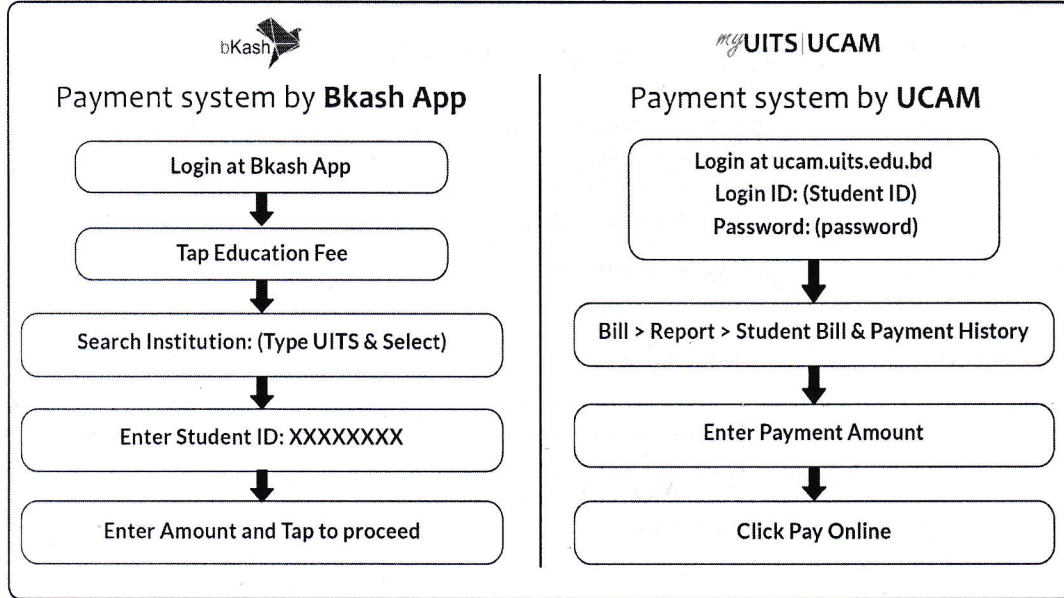 bKash
Payment system by Bkash App
Login at Bkash App
Tap Education Fee
Search Institution: (Type UITS & Select)
Enter Student ID: XXXXXXXX
Enter Amount and Tap to proceed
myUITS|UCAM
Payment system by UCAM
Login at ucam.uits.edu.bd
Login ID: (Student ID)
Password: (password)
Bill > Report > Student Bill & Payment History
Enter Payment Amount
Click Pay Online